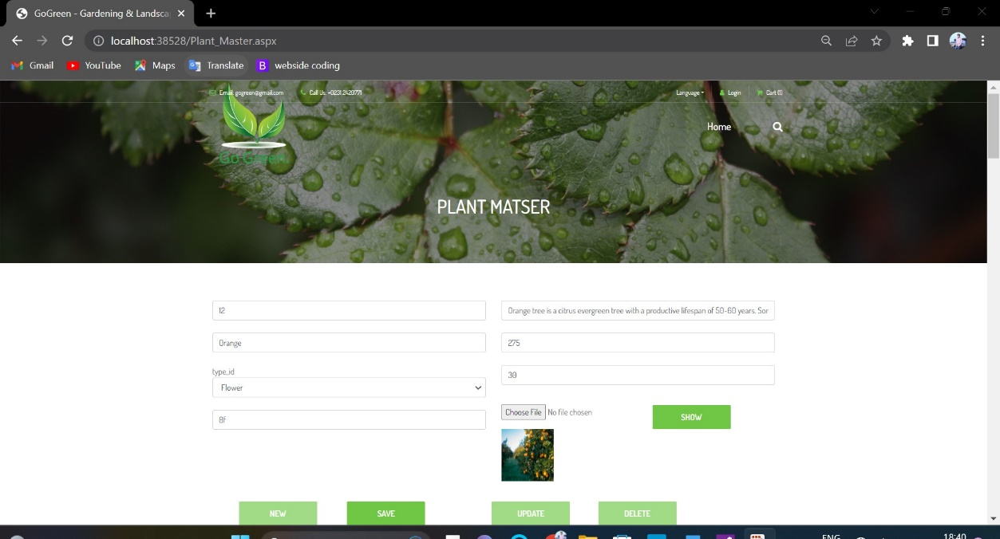 GoGreen - Gardening & Landsca
localhost:38528/Plant_Master.aspx
Gmail YouTube Maps Translate B webside coding
Email: gogreen@gmail.com Call Us: +0231 2420771 Language Login Cart (1)
Go Green
Home
PLANT MATSER
12
Orange tree is a citrus evergreen tree with a productive lifespan of 50-60 years. Sor
Orange
275
type_id
30
Flower
Choose File No file chosen
SHOW
8f
NEW SAVE UPDATE DELETE
ENG 18:40